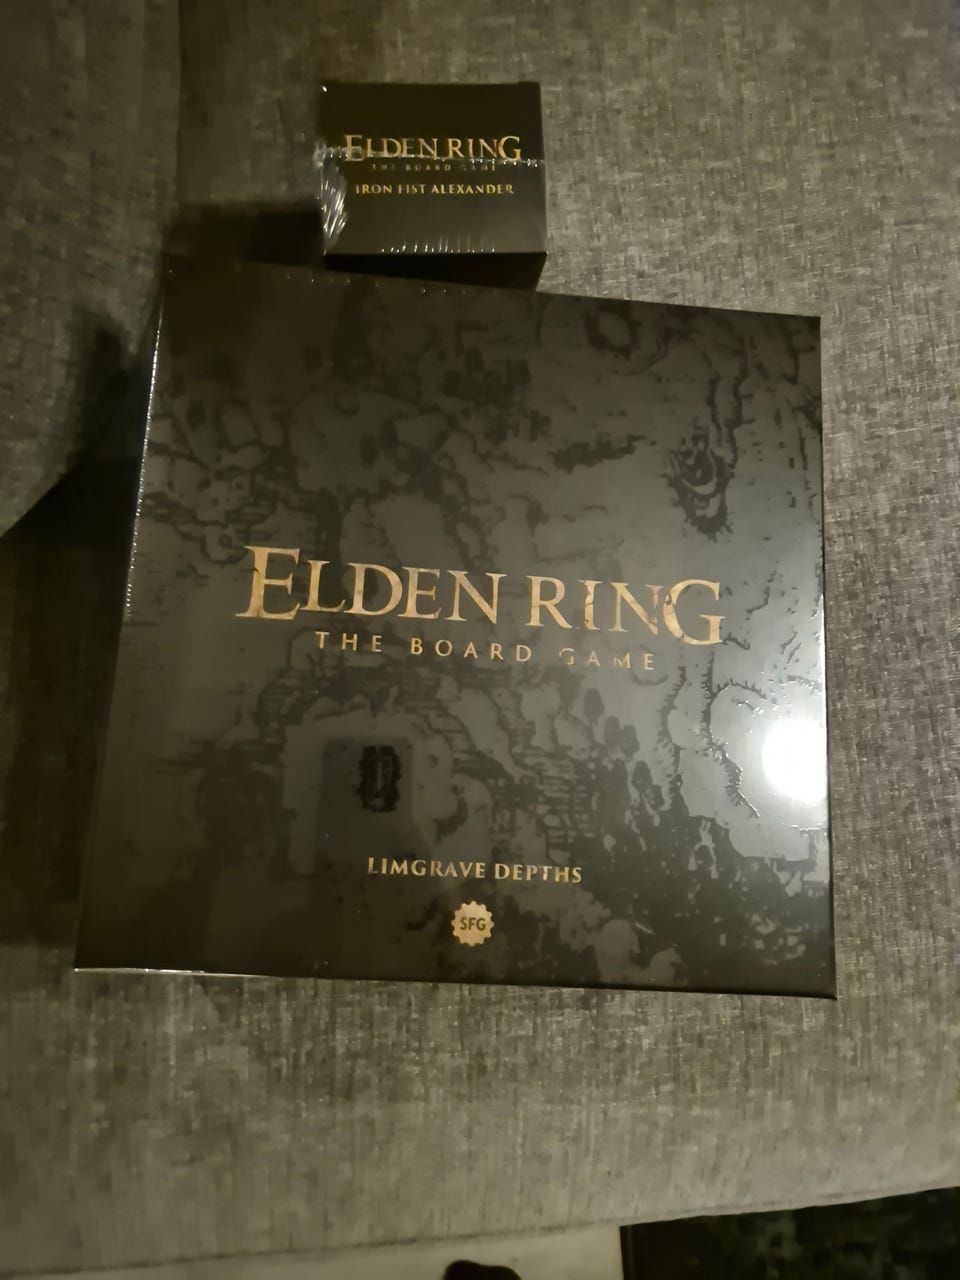 ELDEN RING
THE BOARD GAME
IRON FIST ALEXANDER
ELDEN RING
THE BOARD GAME
LIMGRAVE DEPTHS
SFG